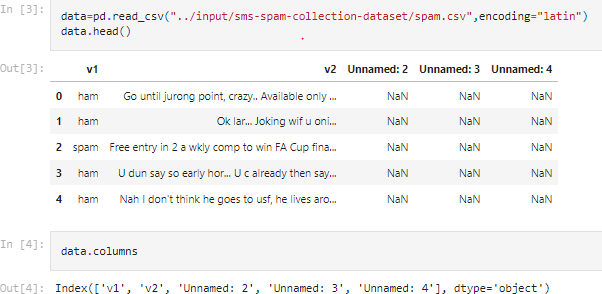 In [3]: data=pd.read_csv("../input/sms-spam-collection-dataset/spam.csv",encoding="latin")
data.head()
Out[3]: v1 v2 Unnamed: 2 Unnamed: 3 Unnamed: 4
0 ham Go until jurong point, crazy.. Available only ... NaN NaN NaN
1 ham Ok lar... Joking wif u oni... NaN NaN NaN
2 spam Free entry in 2 a wkly comp to win FA Cup fina... NaN NaN NaN
3 ham U dun say so early hor... U c already then say... NaN NaN NaN
4 ham Nah I don't think he goes to usf, he lives aro... NaN NaN NaN
In [4]: data.columns
Out[4]: Index(['v1', 'v2', 'Unnamed: 2', 'Unnamed: 3', 'Unnamed: 4'], dtype='object')